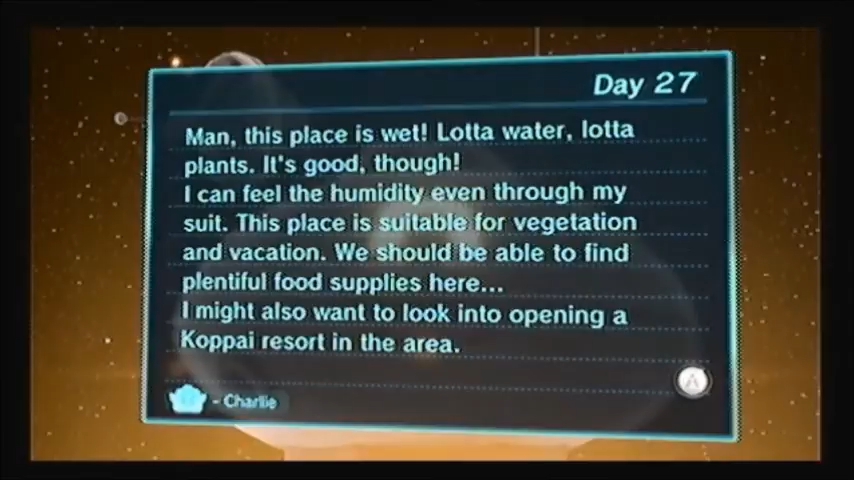 Day 27
Man, this place is wet! Lotta water, lotta
plants. It's good, though!
I can feel the humidity even through my
suit. This place is suitable for vegetation
and vacation. We should be able to find
plentiful food supplies here...
I might also want to look into opening a
Koppai resort in the area.
A
- Charlie